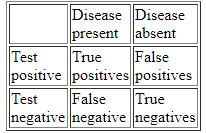 Disease present
Disease absent
Test positive
True positives
False positives
Test negative
False negative
True negatives